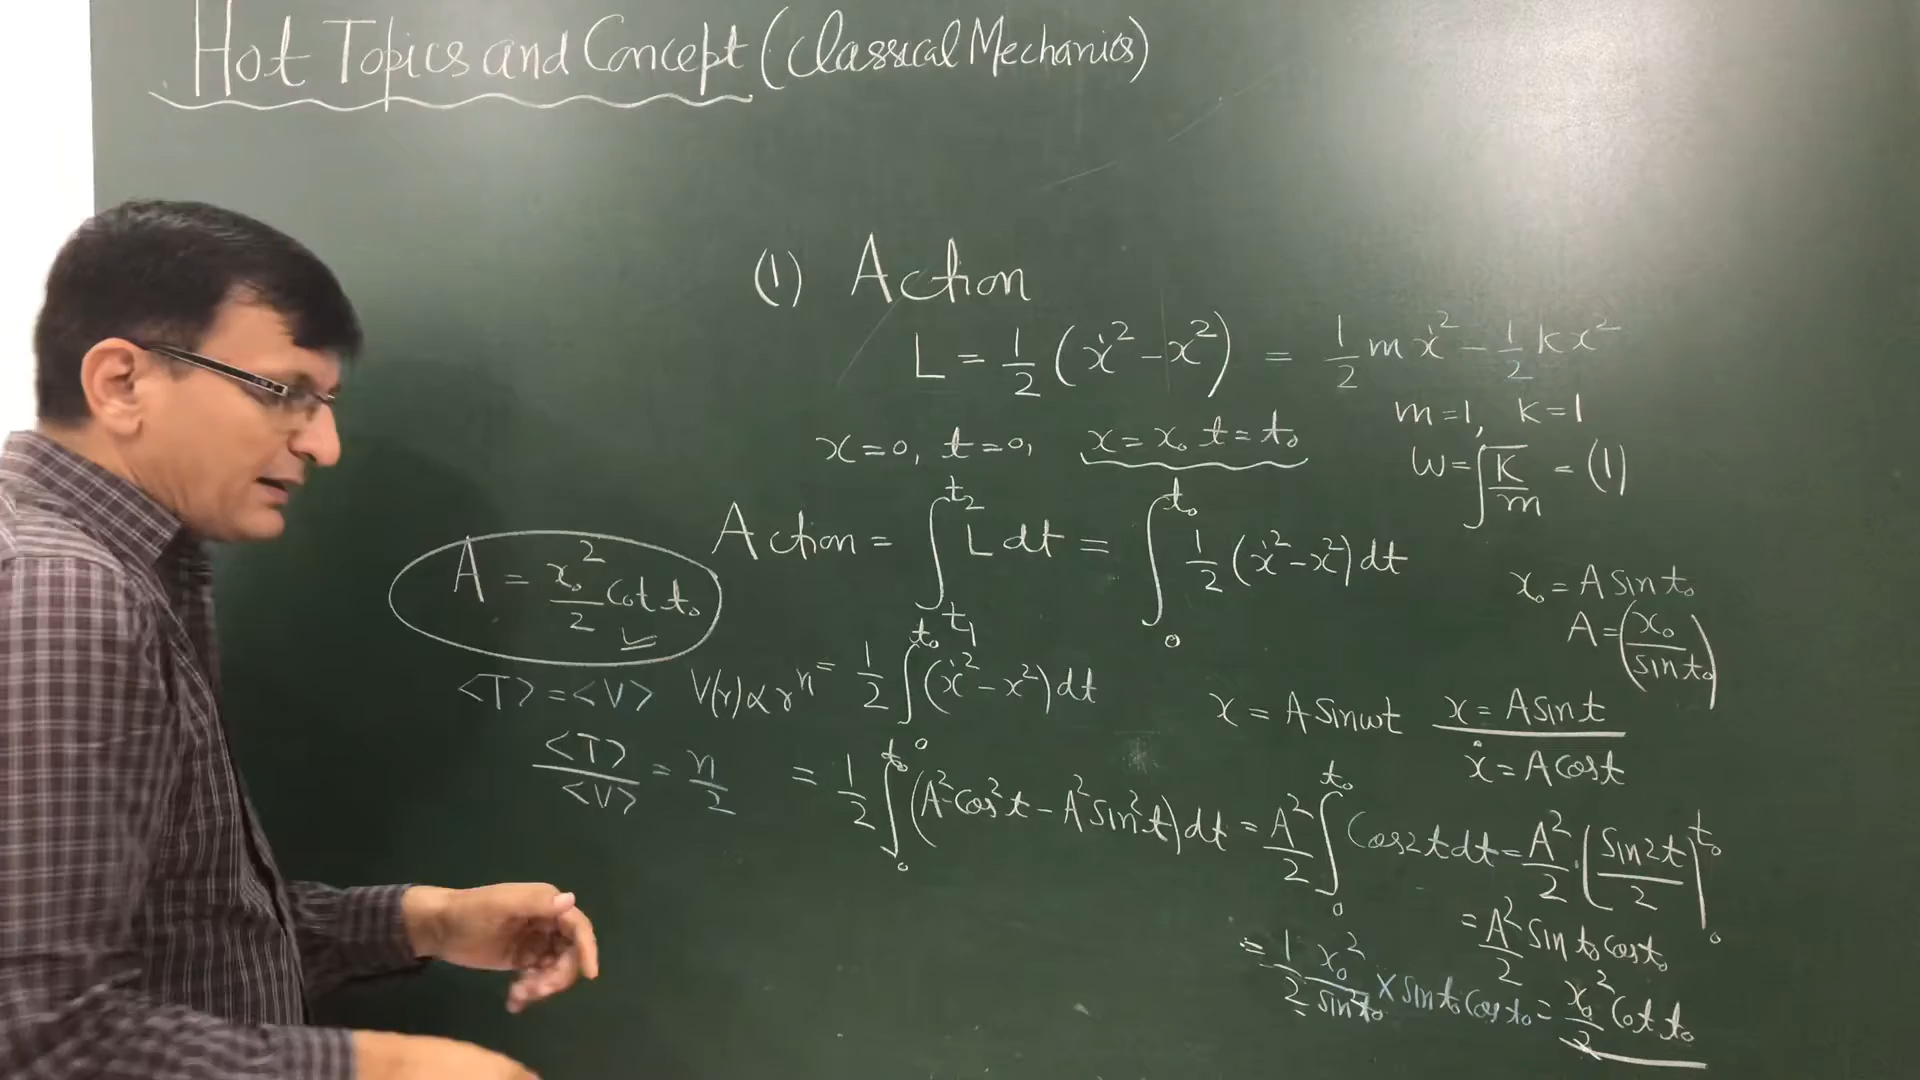 Hot Topics and Concept (Classical Mechanics)
(1) Action
L = 1/2 (ẋ² - x²) = 1/2 m ẋ² - 1/2 k x²
m=1, k=1
x=0, t=0, x=x₀ t=t₀
ω=√(K/m) = (1)
Action = ∫_{t₁}^{t₂} L dt = ∫_0^{t₀} 1/2 (ẋ² - x²) dt
A = x₀²/2 cot t₀
x₀ = A sin t₀
A = (x₀/sin t₀)
= 1/2 ∫_0^{t₀} (ẋ² - x²) dt
<T> = <V> V(r) ∝ rⁿ
x = A sin ωt x = A sin t
ẋ = A cos t
<T>/<V> = n/2
= 1/2 ∫_0^{t₀} (A² cos² t - A² sin² t) dt = A²/2 ∫_0^{t₀} Cos 2t dt = A²/2 · (Sin 2t/2)_0^{t₀}
= A²/2 Sin t₀ cos t₀
= 1/2 x₀²/sin² t₀ × sin t₀ cos t₀ = x₀²/2 Cot t₀